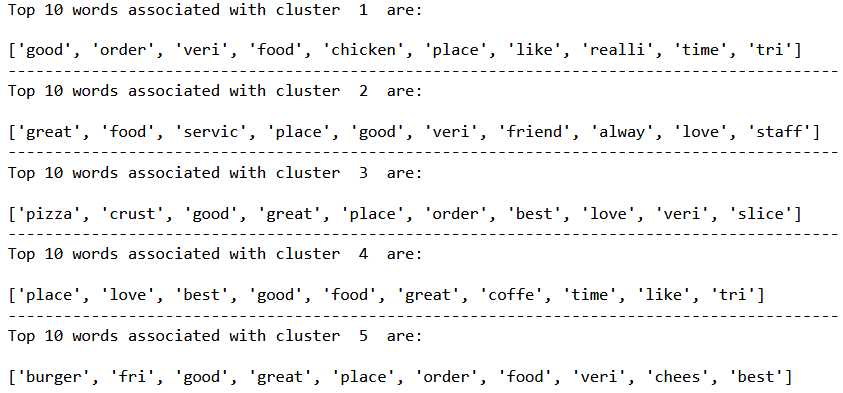 Top 10 words associated with cluster  1  are:
['good', 'order', 'veri', 'food', 'chicken', 'place', 'like', 'realli', 'time', 'tri']
-----------------------------------------------------------------------------------------
Top 10 words associated with cluster  2  are:
['great', 'food', 'servic', 'place', 'good', 'veri', 'friend', 'alway', 'love', 'staff']
-----------------------------------------------------------------------------------------
Top 10 words associated with cluster  3  are:
['pizza', 'crust', 'good', 'great', 'place', 'order', 'best', 'love', 'veri', 'slice']
-----------------------------------------------------------------------------------------
Top 10 words associated with cluster  4  are:
['place', 'love', 'best', 'good', 'food', 'great', 'coffe', 'time', 'like', 'tri']
-----------------------------------------------------------------------------------------
Top 10 words associated with cluster  5  are:
['burger', 'fri', 'good', 'great', 'place', 'order', 'food', 'veri', 'chees', 'best']